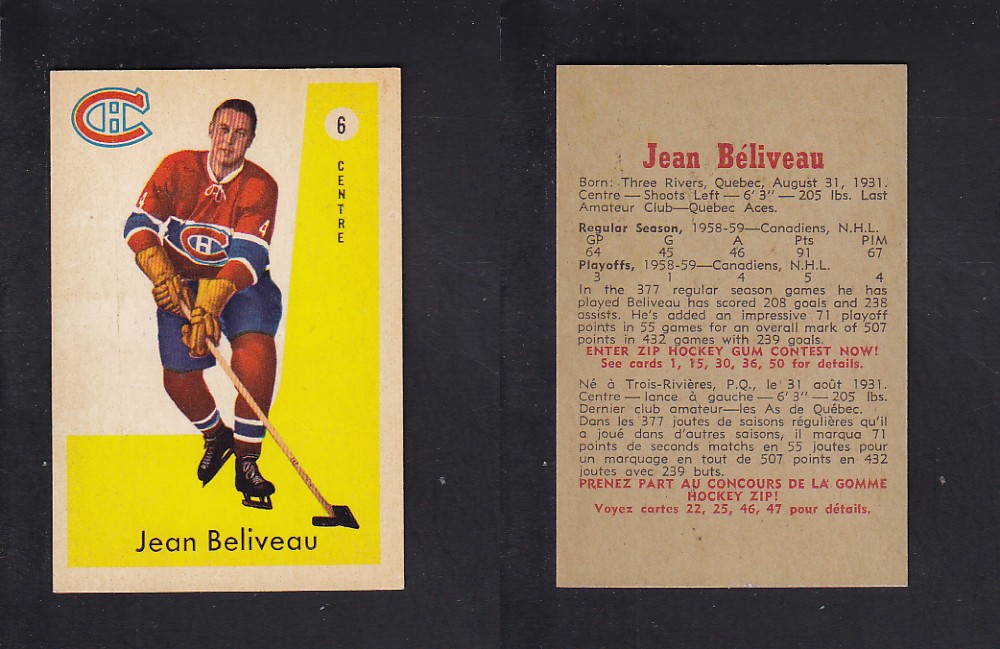 6
CENTRE
4
4
CH
Jean Beliveau
Jean Béliveau
Born: Three Rivers, Quebec, August 31, 1931.
Centre — Shoots Left — 6' 3" — 205 lbs. Last
Amateur Club—Quebec Aces.
Regular Season, 1958-59—Canadiens, N.H.L.
GP G A Pts PIM
64 45 46 91 67
Playoffs, 1958-59—Canadiens, N.H.L.
3 1 4 5 4
In the 377 regular season games he has
played Beliveau has scored 208 goals and 238
assists. He's added an impressive 71 playoff
points in 55 games for an overall mark of 507
points in 432 games with 239 goals.
ENTER ZIP HOCKEY GUM CONTEST NOW!
See cards 1, 15, 30, 36, 50 for details.
Né à Trois-Rivières, P.Q., le 31 août 1931.
Centre — lance à gauche — 6' 3" — 205 lbs.
Dernier club amateur—les As de Québec.
Dans les 377 joutes de saisons régulières qu'il
a joué dans d'autres saisons, il marqua 71
points de seconds matchs en 55 joutes pour
un marquage en tout de 507 points en 432
joutes avec 239 buts.
PRENEZ PART AU CONCOURS DE LA GOMME
HOCKEY ZIP!
Voyez cartes 22, 25, 46, 47 pour détails.